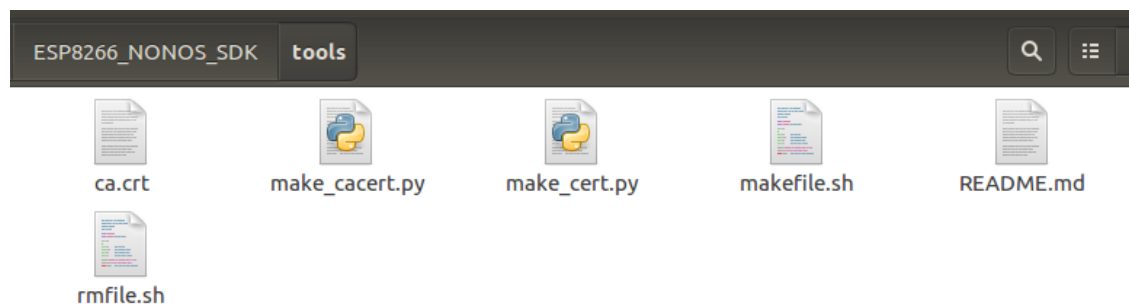 ESP8266_NONOS_SDK tools
ca.crt make_cacert.py make_cert.py makefile.sh README.md
rmfile.sh